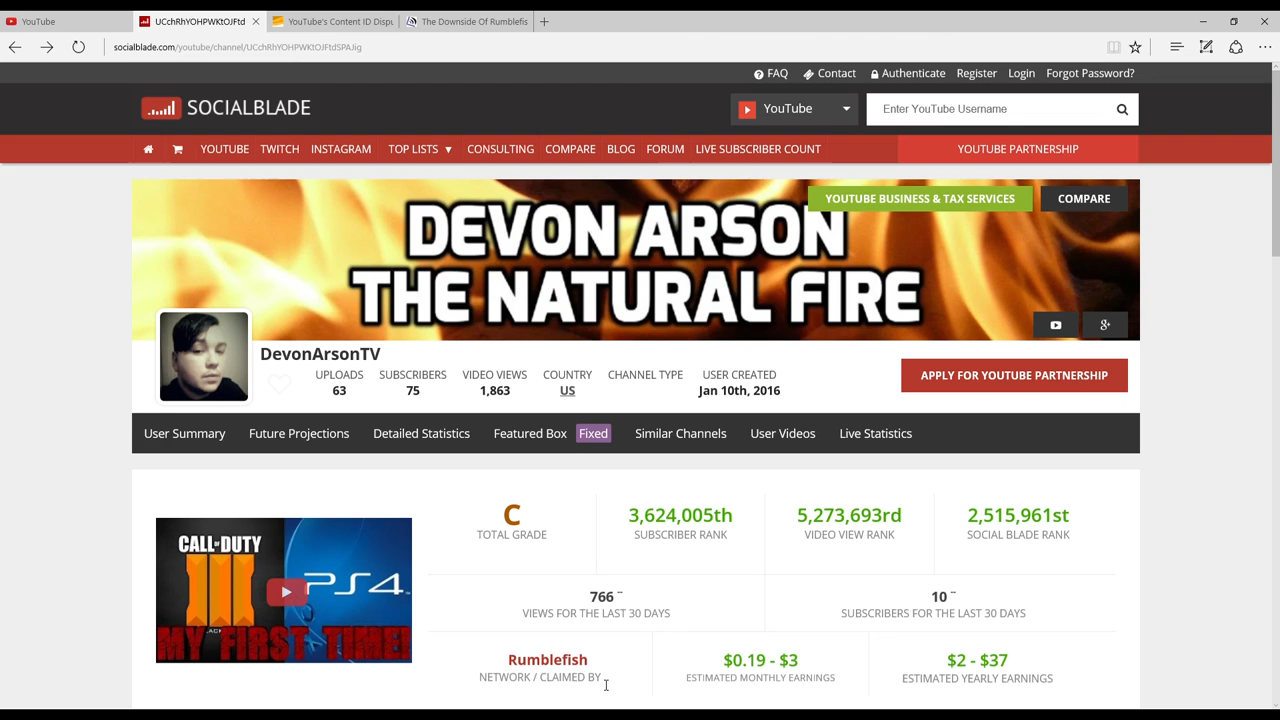 YouTube
UCchRhYOHPWKtOJFtd
YouTube's Content ID Dispu
The Downside Of Rumblefis
socialblade.com/youtube/channel/UCchRhYOHPWKtOJFtdSPAJig
FAQ
Contact
Authenticate
Register
Login
Forgot Password?
SOCIALBLADE
YouTube
Enter YouTube Username
YOUTUBE
TWITCH
INSTAGRAM
TOP LISTS
CONSULTING
COMPARE
BLOG
FORUM
LIVE SUBSCRIBER COUNT
YOUTUBE PARTNERSHIP
YOUTUBE BUSINESS & TAX SERVICES
COMPARE
DEVON ARSON
THE NATURAL FIRE
g+
DevonArsonTV
UPLOADS
63
SUBSCRIBERS
75
VIDEO VIEWS
1,863
COUNTRY
US
CHANNEL TYPE
USER CREATED
Jan 10th, 2016
APPLY FOR YOUTUBE PARTNERSHIP
User Summary
Future Projections
Detailed Statistics
Featured Box Fixed
Similar Channels
User Videos
Live Statistics
CALL OF DUTY
III
PS4
MY FIRST TIME!
C
TOTAL GRADE
3,624,005th
SUBSCRIBER RANK
5,273,693rd
VIDEO VIEW RANK
2,515,961st
SOCIAL BLADE RANK
766 --
VIEWS FOR THE LAST 30 DAYS
10 --
SUBSCRIBERS FOR THE LAST 30 DAYS
Rumblefish
NETWORK / CLAIMED BY
$0.19 - $3
ESTIMATED MONTHLY EARNINGS
$2 - $37
ESTIMATED YEARLY EARNINGS